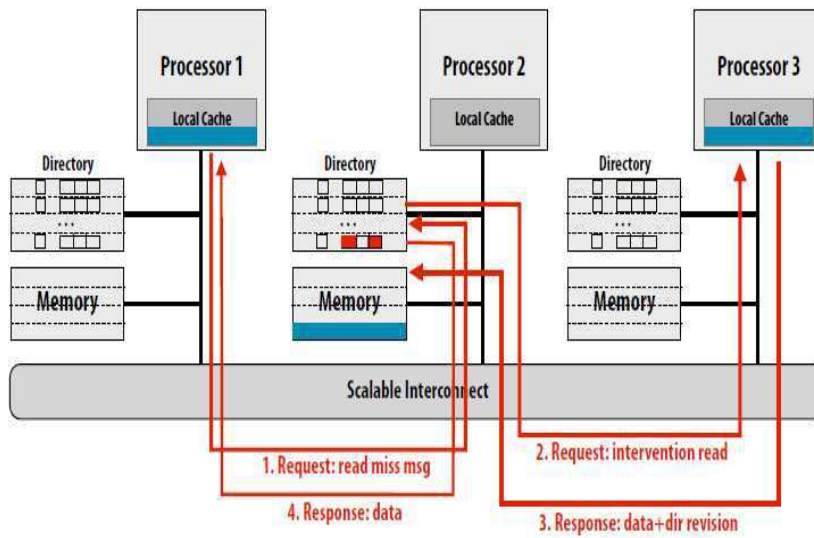 Processor 1
Local Cache
Processor 2
Local Cache
Processor 3
Local Cache
Directory
Directory
Directory
...
...
...
Memory
Memory
Memory
Scalable Interconnect
1. Request: read miss msg
2. Request: intervention read
4. Response: data
3. Response: data+dir revision